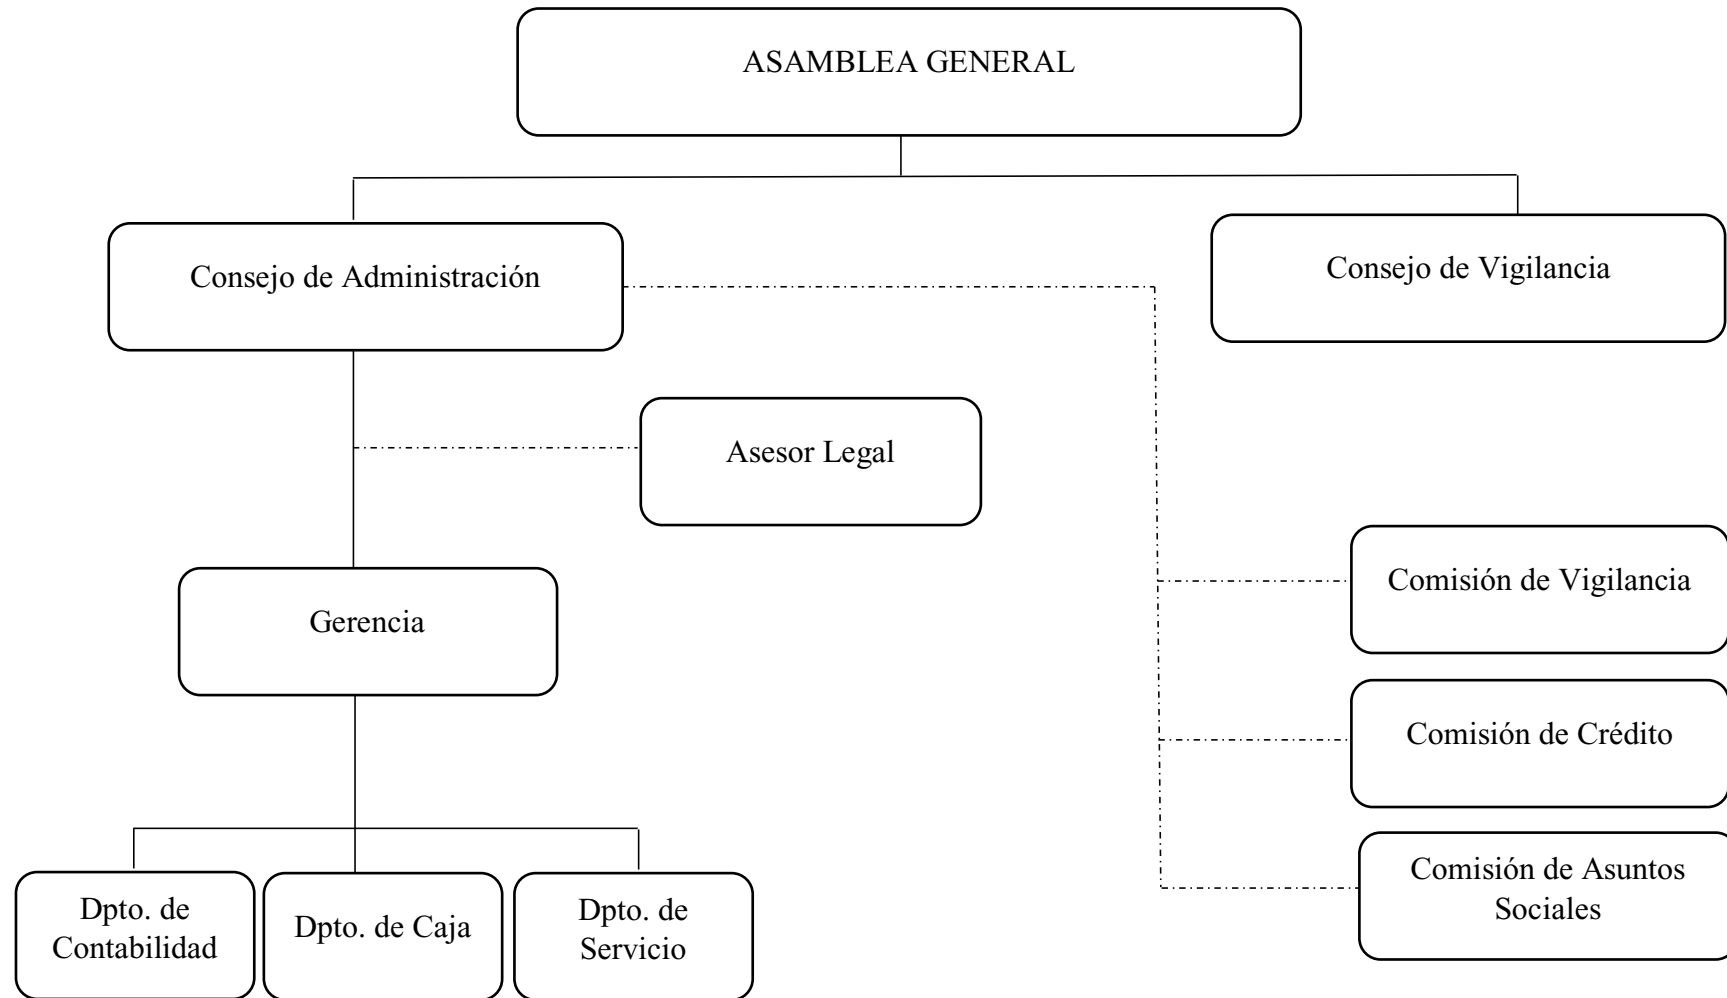 ASAMBLEA GENERAL
Consejo de Administración
Consejo de Vigilancia
Asesor Legal
Comisión de Vigilancia
Gerencia
Comisión de Crédito
Comisión de Asuntos
Sociales
Dpto. de
Contabilidad
Dpto. de Caja
Dpto. de
Servicio